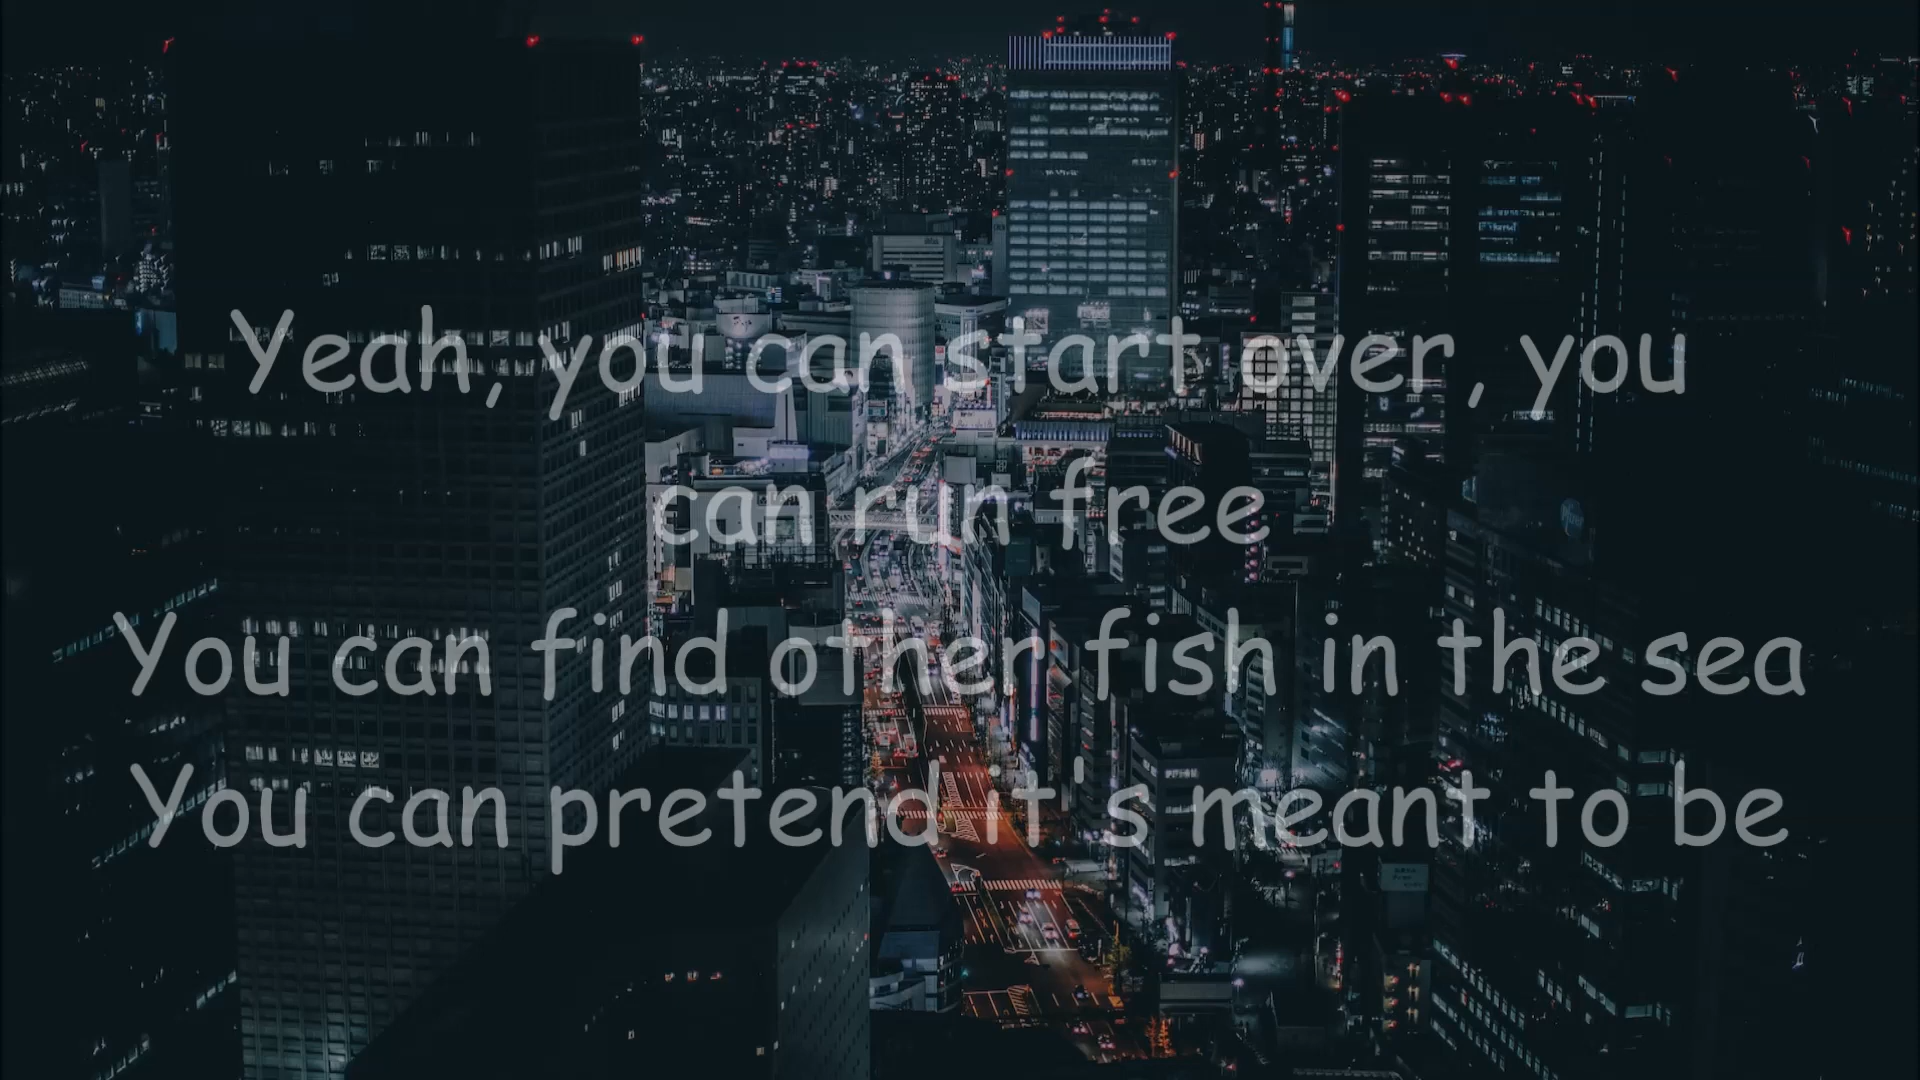 Yeah, you can start over, you
can run free
You can find other fish in the sea
You can pretend it's meant to be